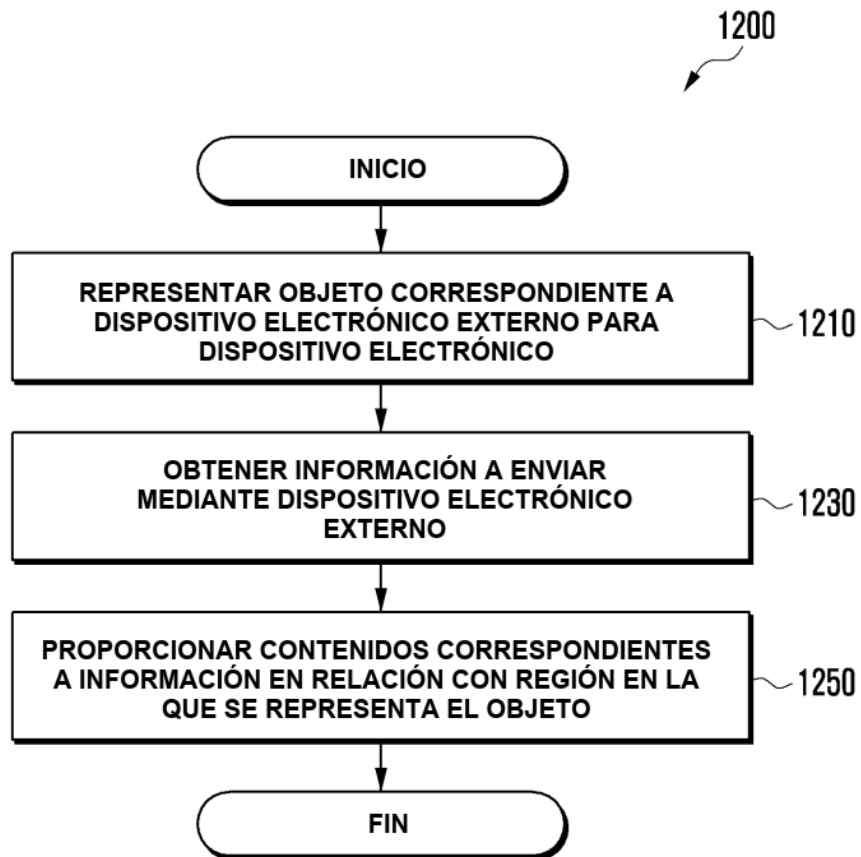 1200
INICIO
REPRESENTAR OBJETO CORRESPONDIENTE A
DISPOSITIVO ELECTRÓNICO EXTERNO PARA
DISPOSITIVO ELECTRÓNICO
1210
OBTENER INFORMACIÓN A ENVIAR
MEDIANTE DISPOSITIVO ELECTRÓNICO
EXTERNO
1230
PROPORCIONAR CONTENIDOS CORRESPONDIENTES
A INFORMACIÓN EN RELACIÓN CON REGIÓN EN LA
QUE SE REPRESENTA EL OBJETO
1250
FIN